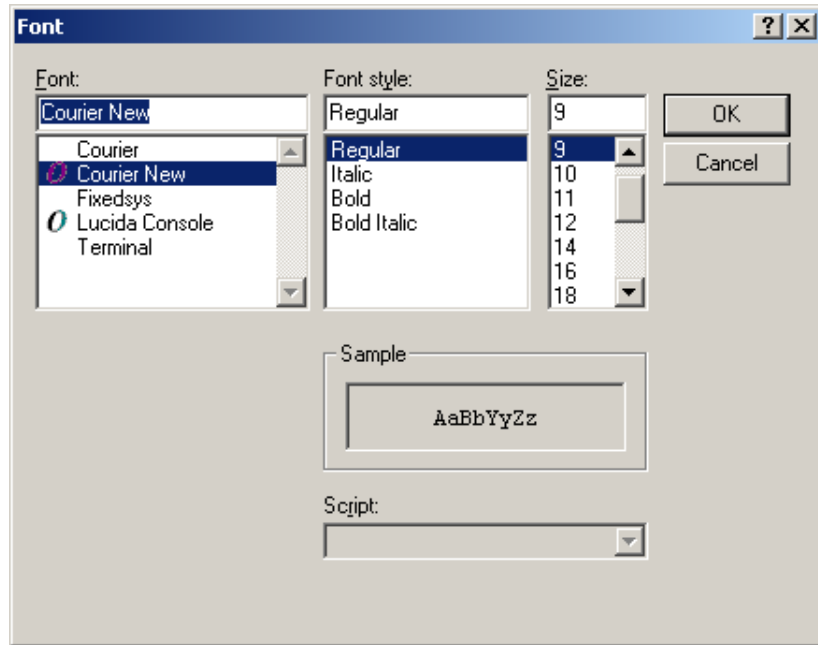 Font
Font:
Courier New
Courier
Courier New
Fixedsys
Lucida Console
Terminal
Font style:
Regular
Regular
Italic
Bold
Bold Italic
Size:
9
9
10
11
12
14
16
18
OK
Cancel
Sample
AaBbYyZz
Script: